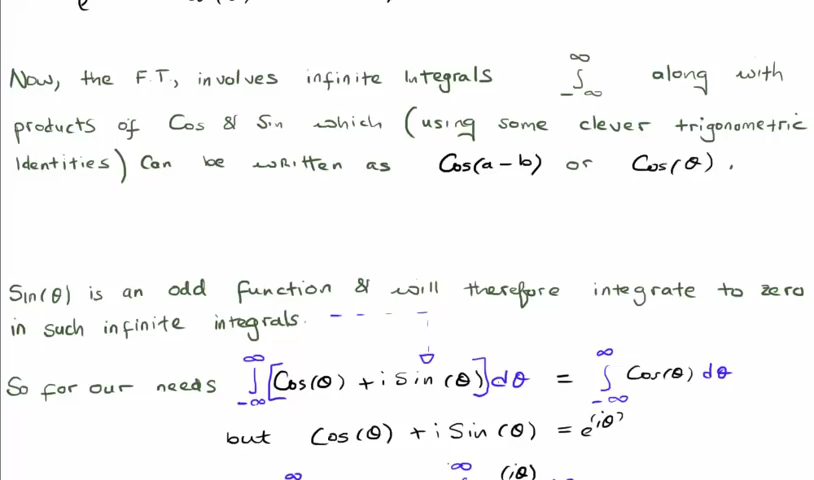 Now, the F.T., involves infinite Integrals ∫_{-∞}^{∞} along with
products of Cos & Sin which (using some clever trigonometric
Identities) Can be written as Cos(a-b) or Cos(θ).
Sin(θ) is an odd function & will therefore integrate to zero
in such infinite integrals.
So for our needs ∫_{-∞}^{∞} [Cos(θ) + i Sin(θ)] dθ = ∫_{-∞}^{∞} Cos(θ) dθ
but Cos(θ) + i Sin(θ) = e^{(iθ)}